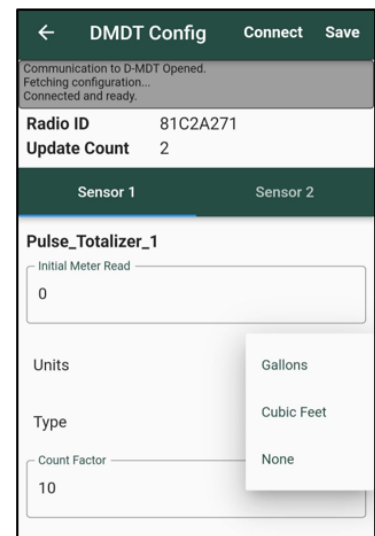 ← DMDT Config Connect Save
Communication to D-MDT Opened.
Fetching configuration...
Connected and ready.
Radio ID 81C2A271
Update Count 2
Sensor 1 Sensor 2
Pulse_Totalizer_1
Initial Meter Read
0
Units Gallons
Cubic Feet
Type
Count Factor None
10